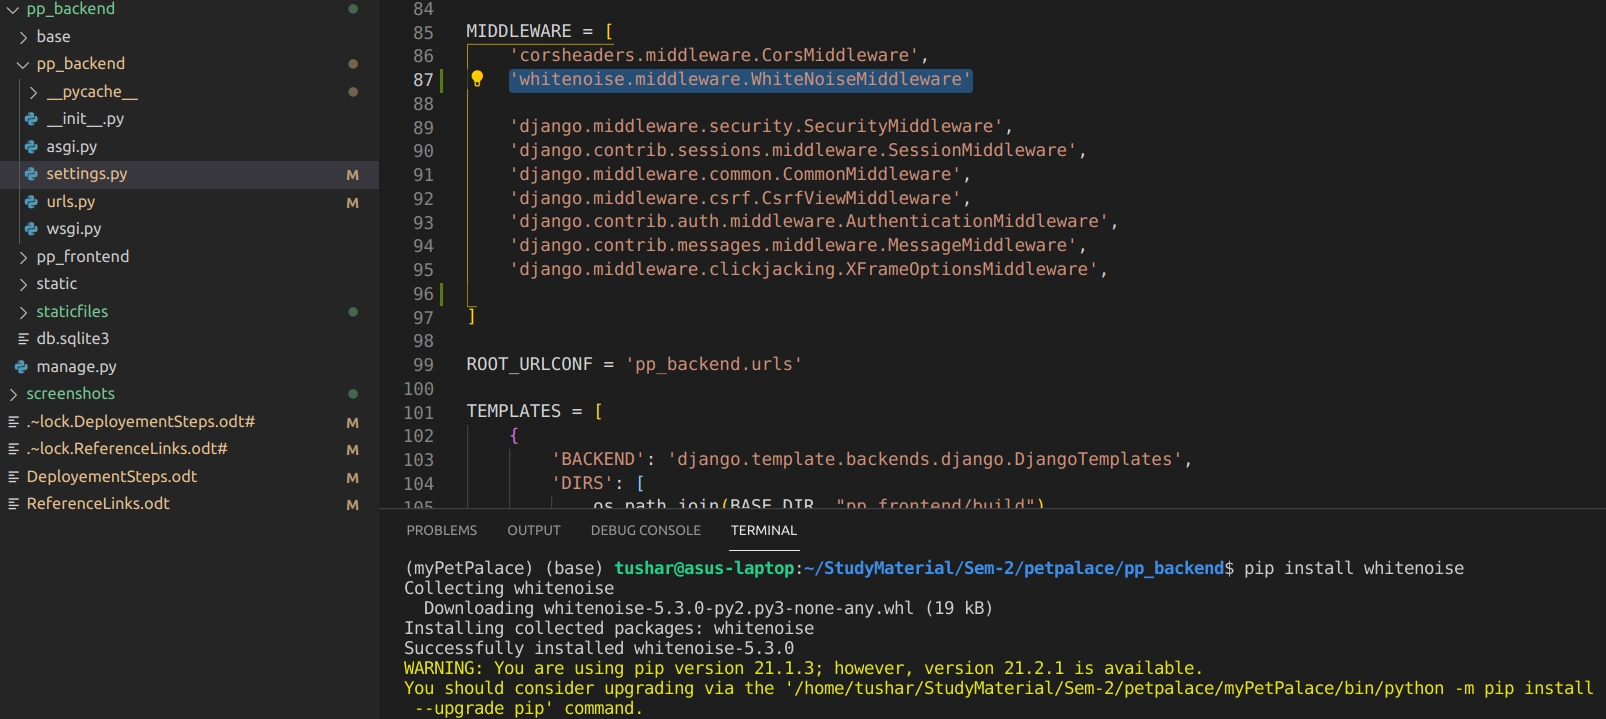 pp_backend
base
pp_backend
__pycache__
__init__.py
asgi.py
settings.py M
urls.py M
wsgi.py
pp_frontend
static
staticfiles
db.sqlite3
manage.py
screenshots
.~lock.DeployementSteps.odt# M
.~lock.ReferenceLinks.odt# M
DeployementSteps.odt M
ReferenceLinks.odt M
84
85 MIDDLEWARE = [
86 'corsheaders.middleware.CorsMiddleware',
87 'whitenoise.middleware.WhiteNoiseMiddleware'
88
89 'django.middleware.security.SecurityMiddleware',
90 'django.contrib.sessions.middleware.SessionMiddleware',
91 'django.middleware.common.CommonMiddleware',
92 'django.middleware.csrf.CsrfViewMiddleware',
93 'django.contrib.auth.middleware.AuthenticationMiddleware',
94 'django.contrib.messages.middleware.MessageMiddleware',
95 'django.middleware.clickjacking.XFrameOptionsMiddleware',
96
97 ]
98
99 ROOT_URLCONF = 'pp_backend.urls'
100
101 TEMPLATES = [
102 {
103 'BACKEND': 'django.template.backends.django.DjangoTemplates',
104 'DIRS': [
105 os.path.join(BASE_DIR, "pp_frontend/build")
PROBLEMS OUTPUT DEBUG CONSOLE TERMINAL
(myPetPalace) (base) tushar@asus-laptop:~/StudyMaterial/Sem-2/petpalace/pp_backend$ pip install whitenoise
Collecting whitenoise
Downloading whitenoise-5.3.0-py2.py3-none-any.whl (19 kB)
Installing collected packages: whitenoise
Successfully installed whitenoise-5.3.0
WARNING: You are using pip version 21.1.3; however, version 21.2.1 is available.
You should consider upgrading via the '/home/tushar/StudyMaterial/Sem-2/petpalace/myPetPalace/bin/python -m pip install
--upgrade pip' command.